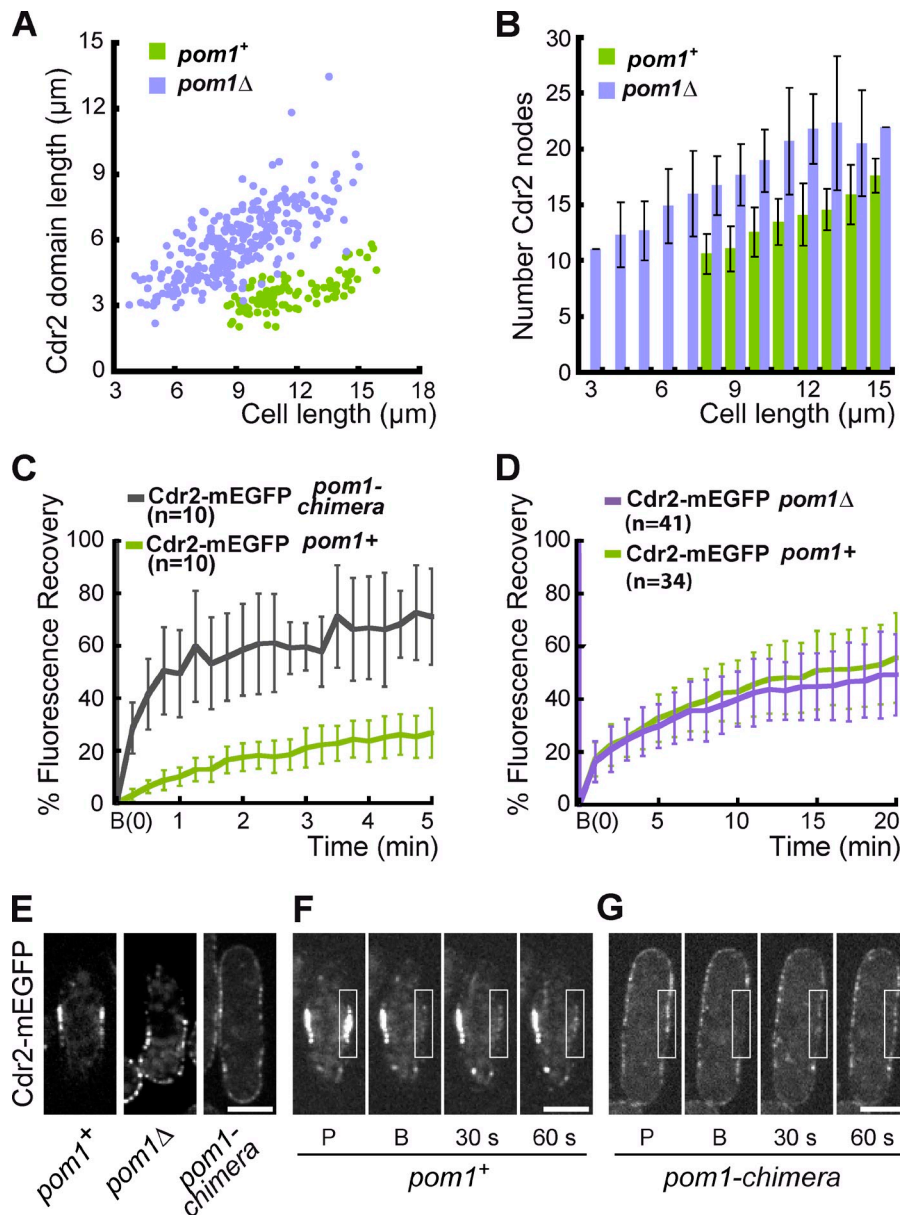 A
Cdr2 domain length (μm)
15
12
9
6
3
0
pom1+
pom1Δ
3 6 9 12 15 18
Cell length (μm)
B
Number Cdr2 nodes
30
25
20
15
10
5
0
pom1+
pom1Δ
3 6 9 12 15
Cell length (μm)
C
% Fluorescence Recovery
Cdr2-mEGFP pom1-
(n=10) chimera
Cdr2-mEGFP pom1+
(n=10)
100
80
60
40
20
0
B(0) 1 2 3 4 5
Time (min)
D
% Fluorescence Recovery
Cdr2-mEGFP pom1Δ
(n=41)
Cdr2-mEGFP pom1+
(n=34)
100
80
60
40
20
0
B(0) 5 10 15 20
Time (min)
E
Cdr2-mEGFP
pom1+
pom1Δ
pom1-
chimera
F
P B 30 s 60 s
pom1+
G
P B 30 s 60 s
pom1-chimera